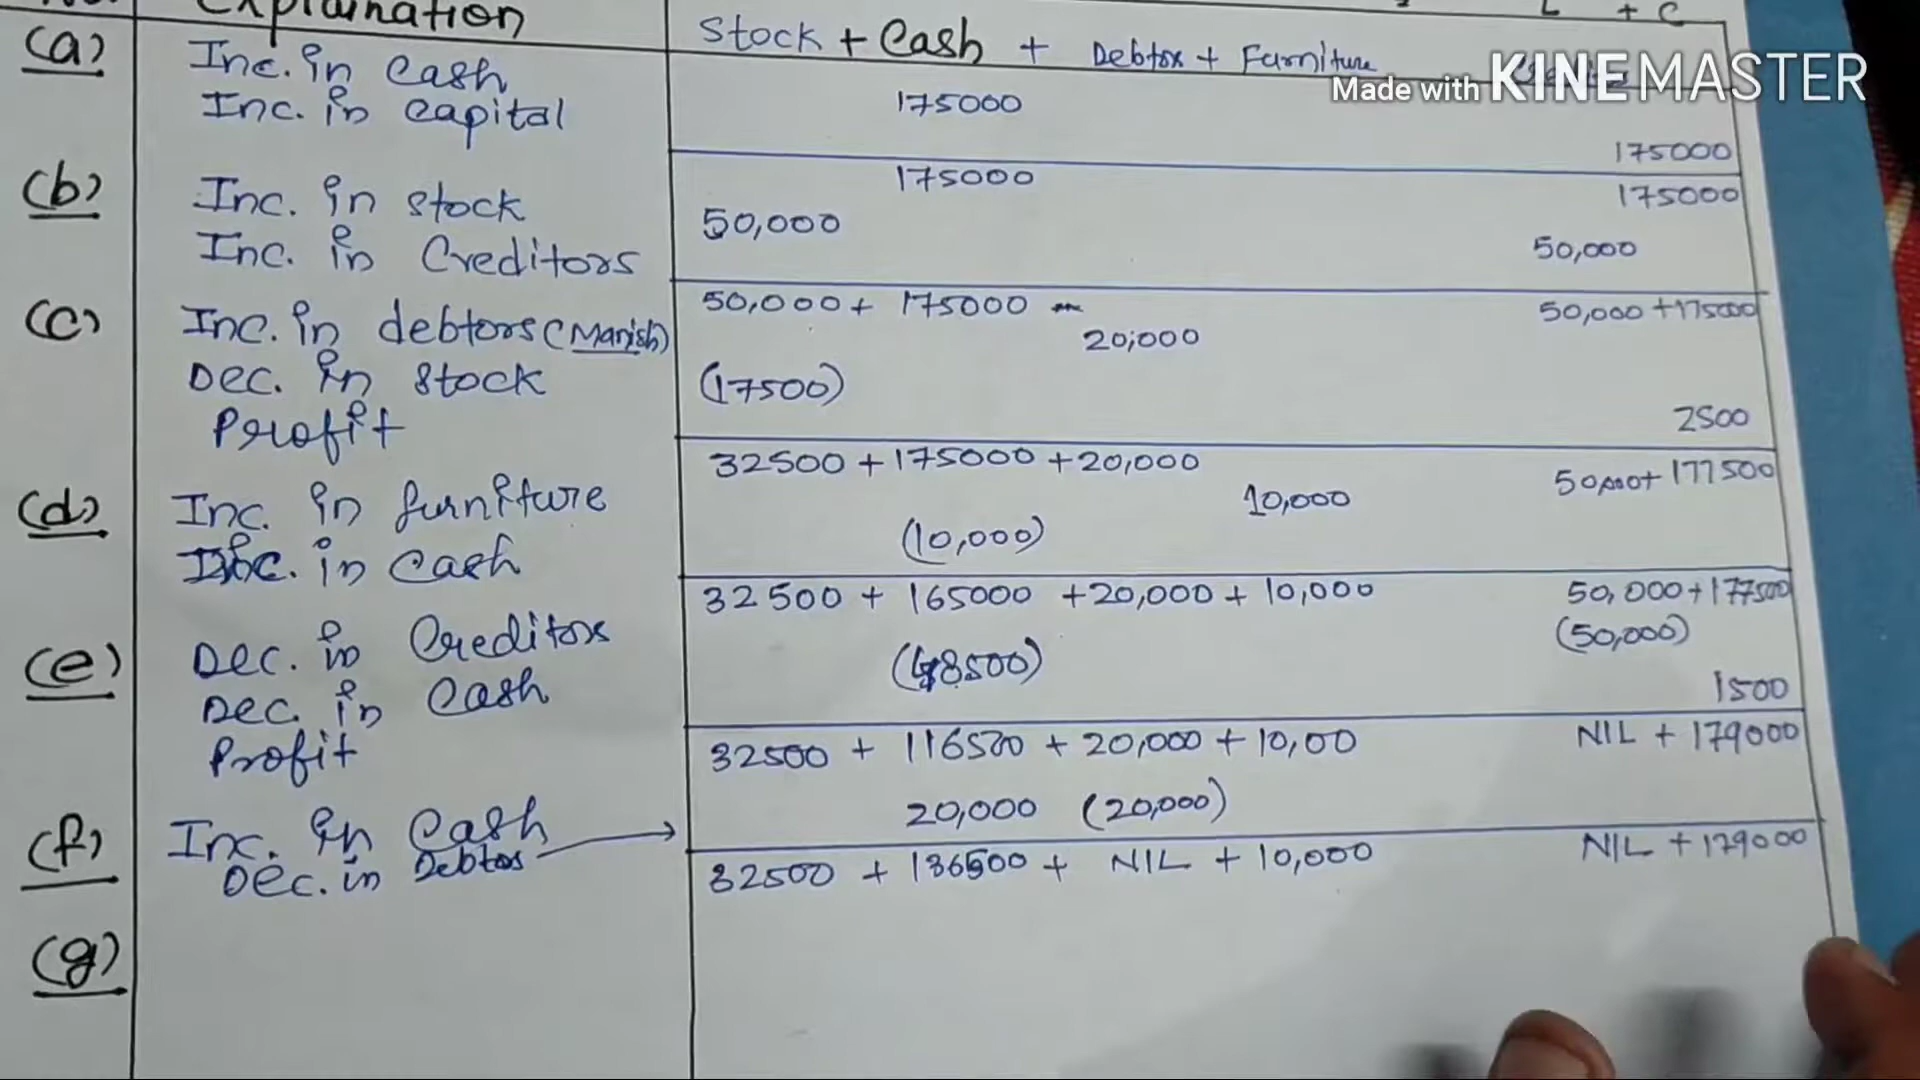 Explaination
L + C
Stock + Cash + Debtox + Furniture
Made with KINEMASTER
(a) Inc. in cash 175000
Inc. in capital 175000
175000 175000
(b) Inc. in stock 50,000
Inc. in Creditors 50,000
50,000 + 175000 50,000 + 175000
(c) Inc. in debtors (Manish) 20,000
Dec. in stock (17500)
Profit 2500
32500 + 175000 + 20,000 50,000 + 177500
(d) Inc. in furniture 10,000
Dec. in cash (10,000)
32500 + 165000 + 20,000 + 10,000 50,000 + 177500
(e) Dec. in Creditors (50,000)
Dec. in Cash (48500)
Profit 1500
32500 + 116500 + 20,000 + 10,00 NIL + 179000
(f) Inc. in Cash 20,000 (20,000)
Dec. in Debtos
32500 + 136500 + NIL + 10,000 NIL + 179000
(g)